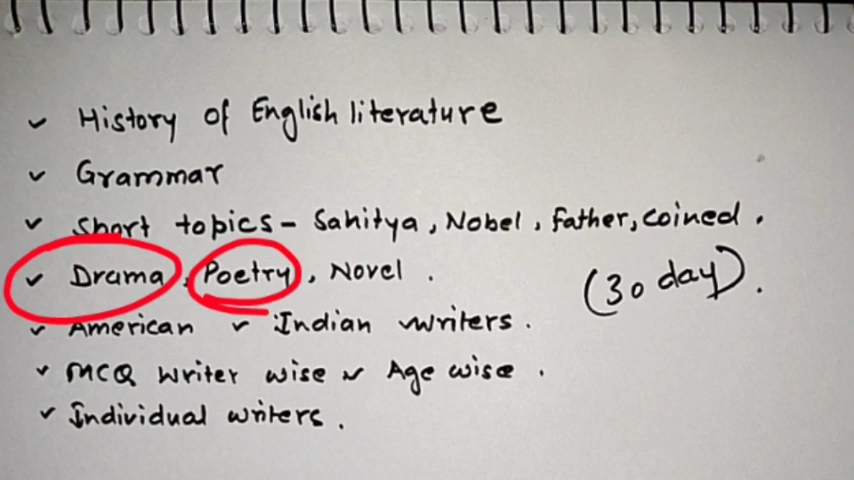 ✓ History of English literature
✓ Grammar
✓ Short topics - Sahitya, Nobel, father, coined.
✓ Drama, Poetry, Novel.
(30 day).
✓ American ✓ Indian writers.
✓ MCQ writer wise ✓ Age wise.
✓ Individual writers.